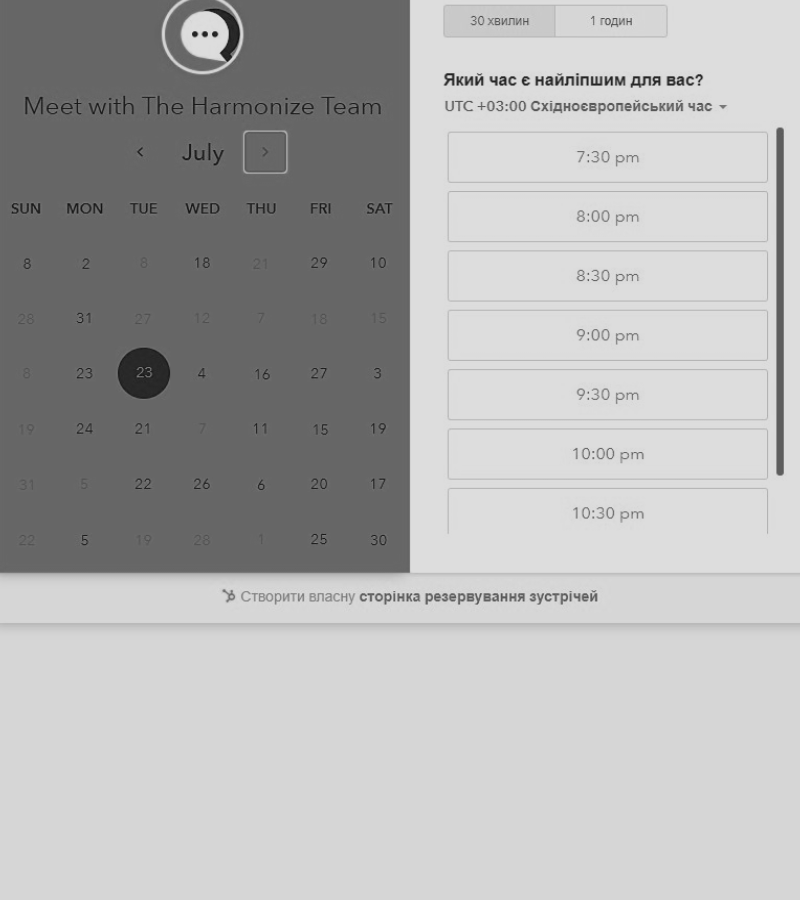 Meet with The Harmonize Team
July
SUN MON TUE WED THU FRI SAT
8 2 8 18 21 29 10
28 31 27 12 7 18 15
8 23 23 4 16 27 3
19 24 21 7 11 15 19
31 5 22 26 6 20 17
22 5 19 28 1 25 30
30 хвилин 1 годин
Який час є найліпшим для вас?
UTC +03:00 Східноєвропейський час
7:30 pm
8:00 pm
8:30 pm
9:00 pm
9:30 pm
10:00 pm
10:30 pm
Створити власну сторінка резервування зустрічей